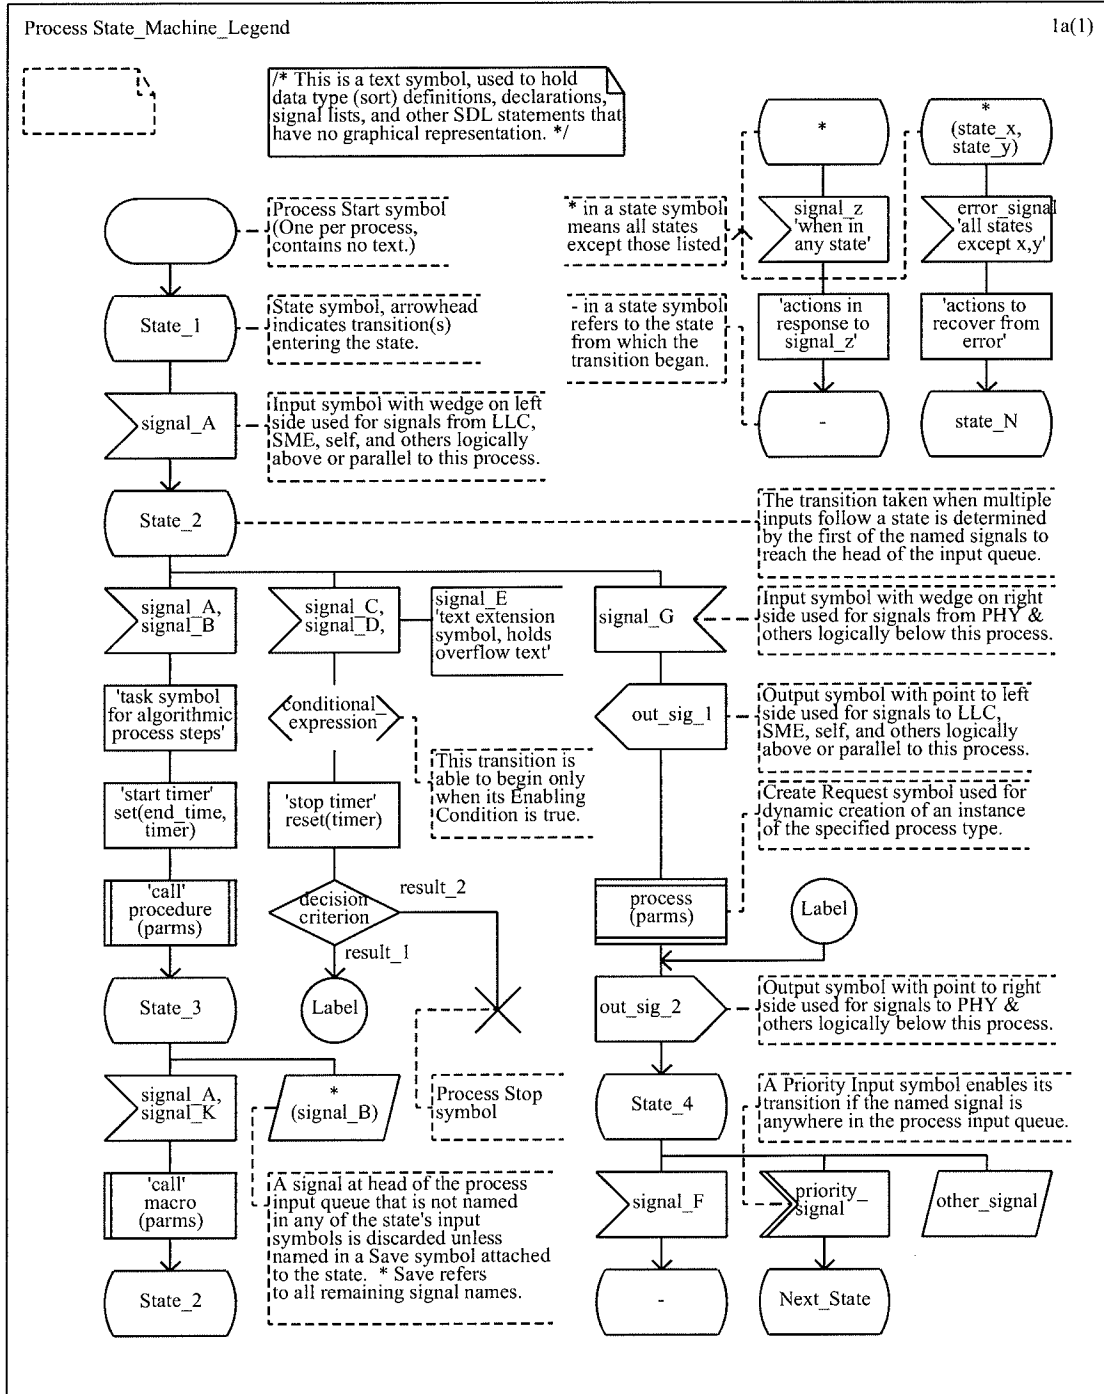 Process State_Machine_Legend
1a(1)
/* This is a text symbol, used to hold
data type (sort) definitions, declarations,
signal lists, and other SDL statements that
have no graphical representation. */
*
*
(state_x,
state_y)
Process Start symbol
(One per process,
contains no text.)
* in a state symbol
means all states
except those listed
signal_z
'when in
any state'
error_signal
'all states
except x,y'
State_1
State symbol, arrowhead
indicates transition(s)
entering the state.
- in a state symbol
refers to the state
from which the
transition began.
'actions in
response to
signal_z'
'actions to
recover from
error'
signal_A
Input symbol with wedge on left
side used for signals from LLC,
SME, self, and others logically
above or parallel to this process.
-
state_N
State_2
The transition taken when multiple
inputs follow a state is determined
by the first of the named signals to
reach the head of the input queue.
signal_A,
signal_B
signal_C,
signal_D,
signal_E
'text extension
symbol, holds
overflow text'
signal_G
Input symbol with wedge on right
side used for signals from PHY &
others logically below this process.
'task symbol
for algorithmic
process steps'
conditional_
expression
out_sig_1
Output symbol with point to left
side used for signals to LLC,
SME, self, and others logically
above or parallel to this process.
This transition is
able to begin only
when its Enabling
Condition is true.
'start timer'
set(end_time,
timer)
'stop timer'
reset(timer)
Create Request symbol used for
dynamic creation of an instance
of the specified process type.
'call'
procedure
(parms)
decision
criterion
result_2
result_1
process
(parms)
Label
State_3
Label
out_sig_2
Output symbol with point to right
side used for signals to PHY &
others logically below this process.
signal_A,
signal_K
*
(signal_B)
Process Stop
symbol
State_4
A Priority Input symbol enables its
transition if the named signal is
anywhere in the process input queue.
'call'
macro
(parms)
A signal at head of the process
input queue that is not named
in any of the state's input
symbols is discarded unless
named in a Save symbol attached
to the state.  * Save refers
to all remaining signal names.
signal_F
priority_
signal
other_signal
State_2
-
Next_State